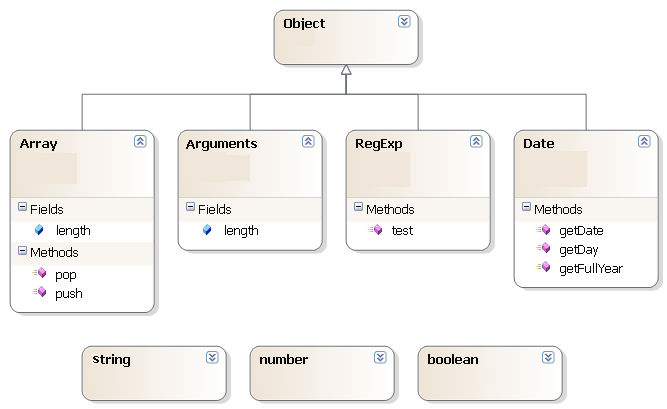 Object
Array
Fields
length
Methods
pop
push
Arguments
Fields
length
RegExp
Methods
test
Date
Methods
getDate
getDay
getFullYear
string
number
boolean